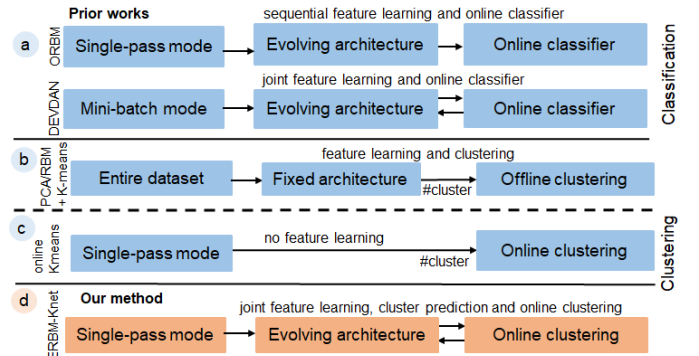 Prior works
sequential feature learning and online classifier
a
ORBM
Single-pass mode
Evolving architecture
Online classifier
joint feature learning and online classifier
DEVDAN
Mini-batch mode
Evolving architecture
Online classifier
Classification
b
PCA/RBM
+ K-means
feature learning and clustering
Entire dataset
Fixed architecture
#cluster
Offline clustering
c
online
Kmeans
Single-pass mode
no feature learning
#cluster
Online clustering
Clustering
d
ERBM-Knet
Our method
joint feature learning, cluster prediction and online clustering
Single-pass mode
Evolving architecture
Online clustering